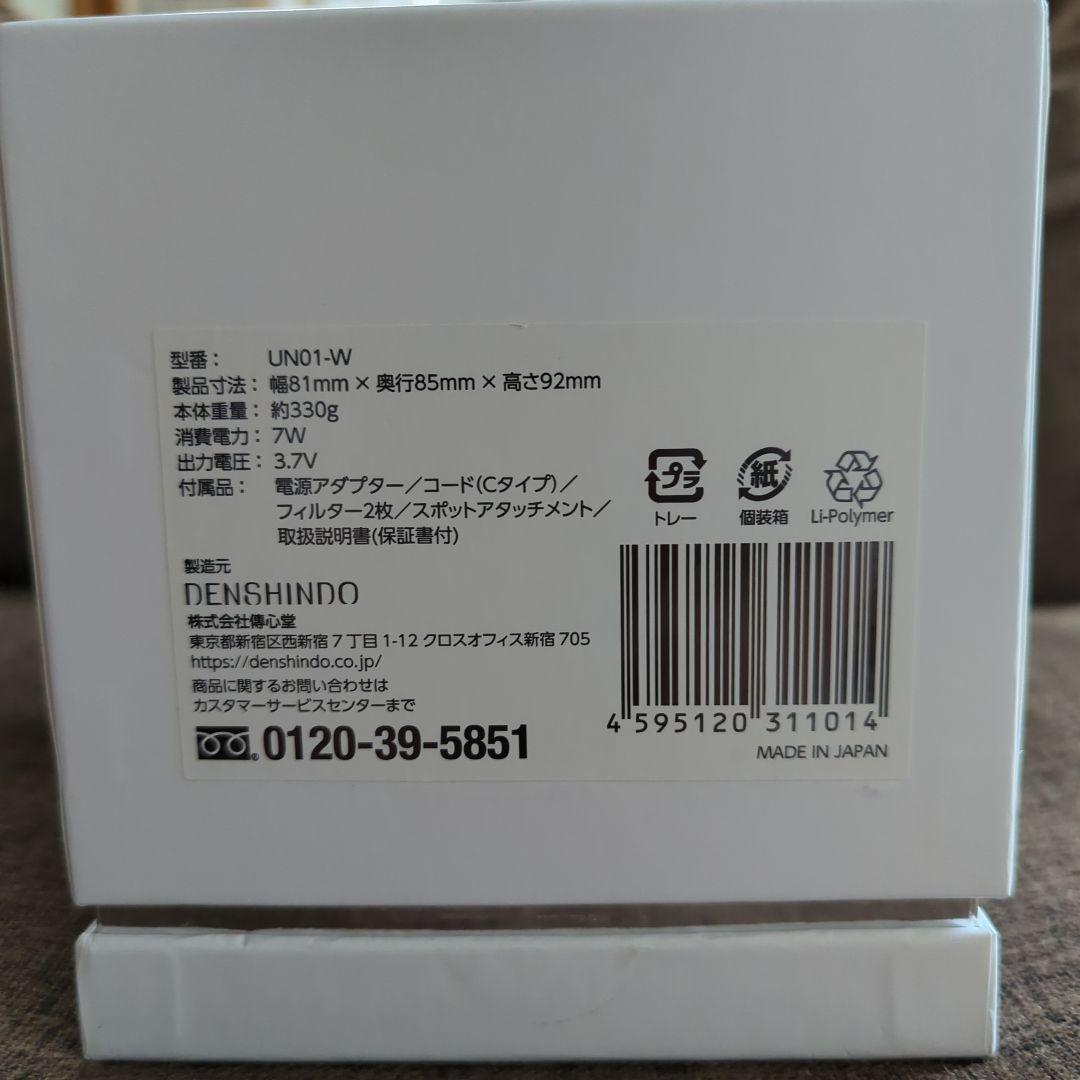 型番： UN01-W
製品寸法： 幅81mm × 奥行85mm × 高さ92mm
本体重量： 約330g
消費電力： 7W
出力電圧： 3.7V
付属品： 電源アダプター／コード(Cタイプ)／
フィルター2枚／スポットアタッチメント／
取扱説明書(保証書付)
プラ
トレー
紙
個装箱
Li-Polymer
製造元
DENSHINDO
株式会社傳心堂
東京都新宿区西新宿7丁目1-12 クロスオフィス新宿705
https://denshindo.co.jp/
商品に関するお問い合わせは
カスタマーサービスセンターまで
0120-39-5851
4 595120 311014
MADE IN JAPAN